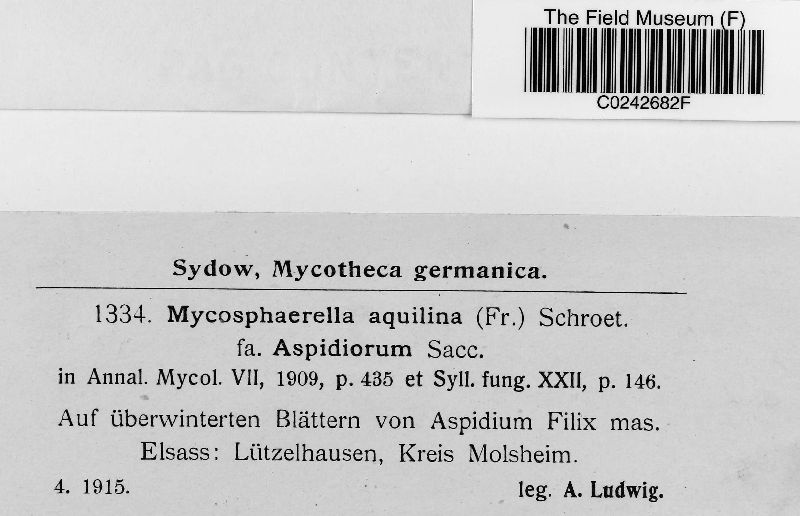 The Field Museum (F)
C0242682F
Sydow, Mycotheca germanica.
1334. Mycosphaerella aquilina (Fr.) Schroet.
fa. Aspidiorum Sacc.
in Annal. Mycol. VII, 1909, p. 435 et Syll. fung. XXII, p. 146.
Auf überwinterten Blättern von Aspidium Filix mas.
Elsass: Lützelhausen, Kreis Molsheim.
4. 1915. leg. A. Ludwig.